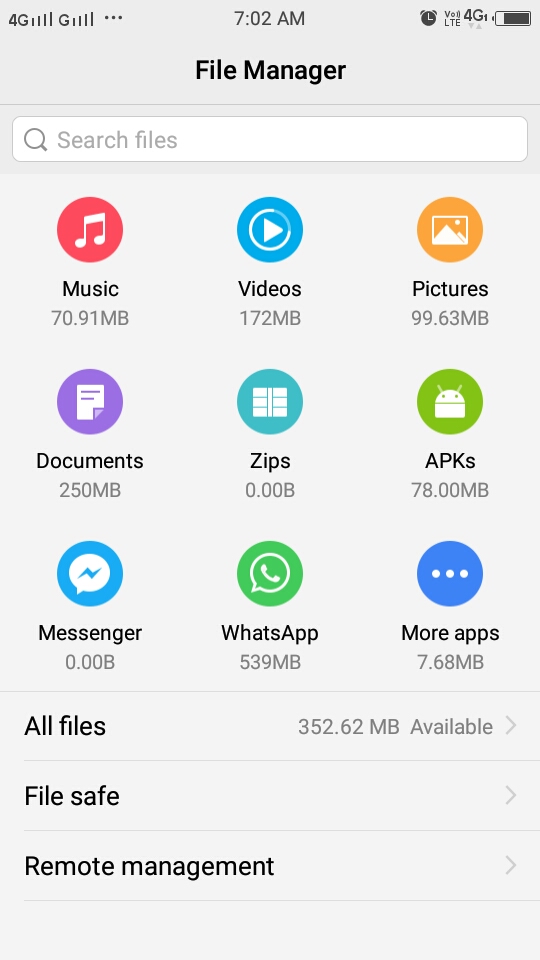 4G G ... 7:02 AM Vo) LTE 4G
File Manager
Search files
Music Videos Pictures
70.91MB 172MB 99.63MB
Documents Zips APKs
250MB 0.00B 78.00MB
Messenger WhatsApp More apps
0.00B 539MB 7.68MB
All files 352.62 MB Available
File safe
Remote management